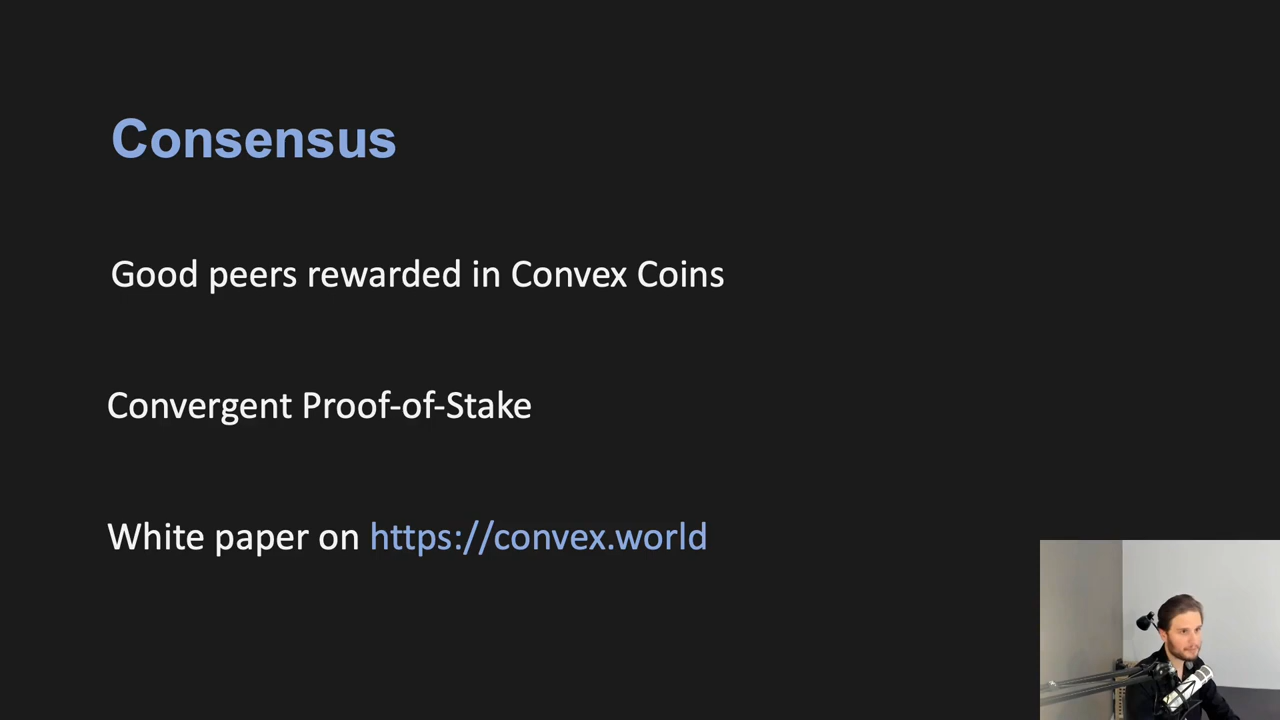 Consensus
Good peers rewarded in Convex Coins
Convergent Proof-of-Stake
White paper on https://convex.world